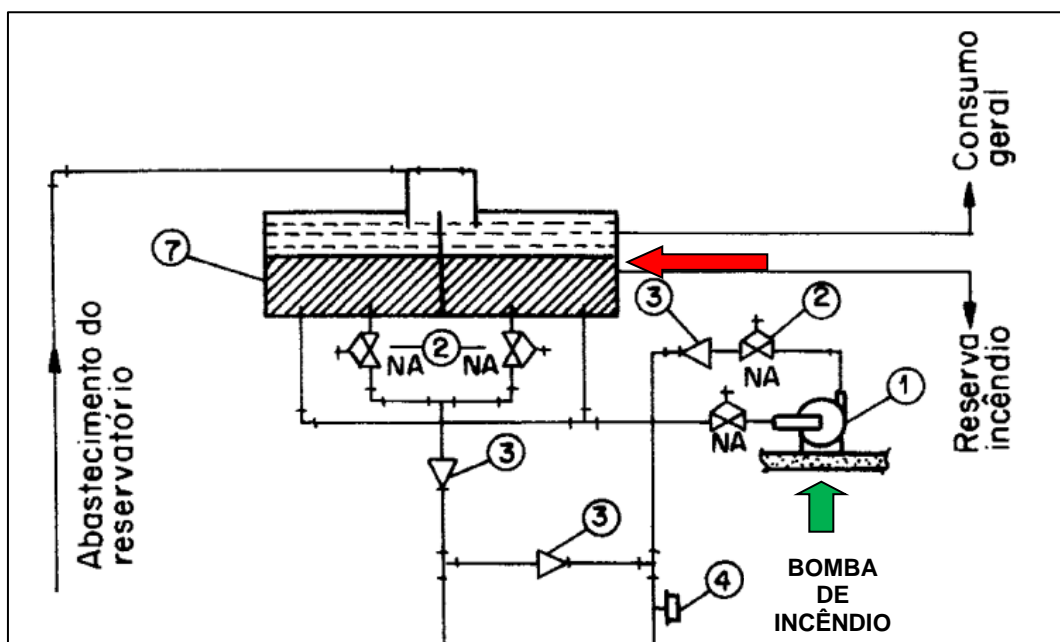 Abastecimento do
reservatório
7
2
NA
NA
3
3
4
3
2
NA
NA
1
BOMBA
DE
INCÊNDIO
Consumo
geral
Reserva
incêndio